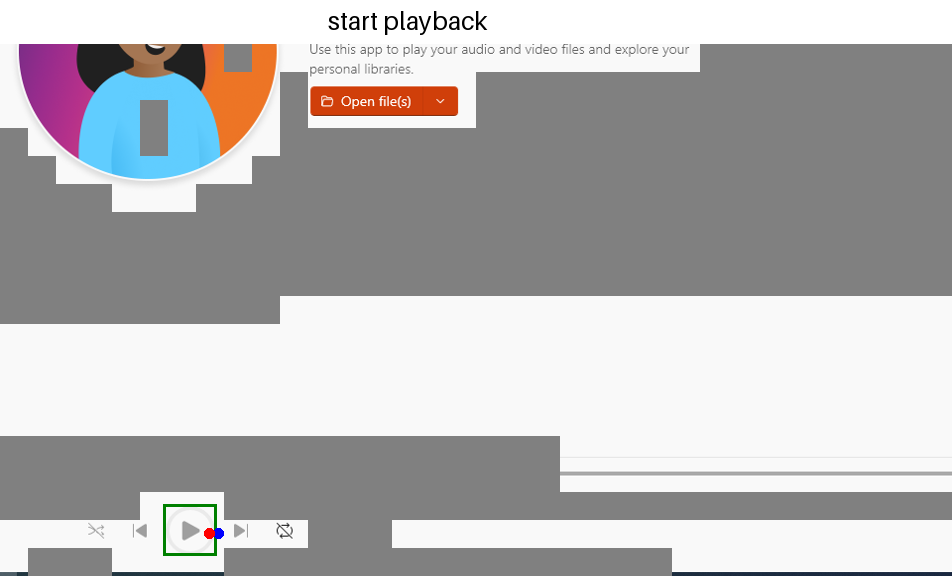 start playback
Use this app to play your audio and video files and explore your
personal libraries.
Open file(s)